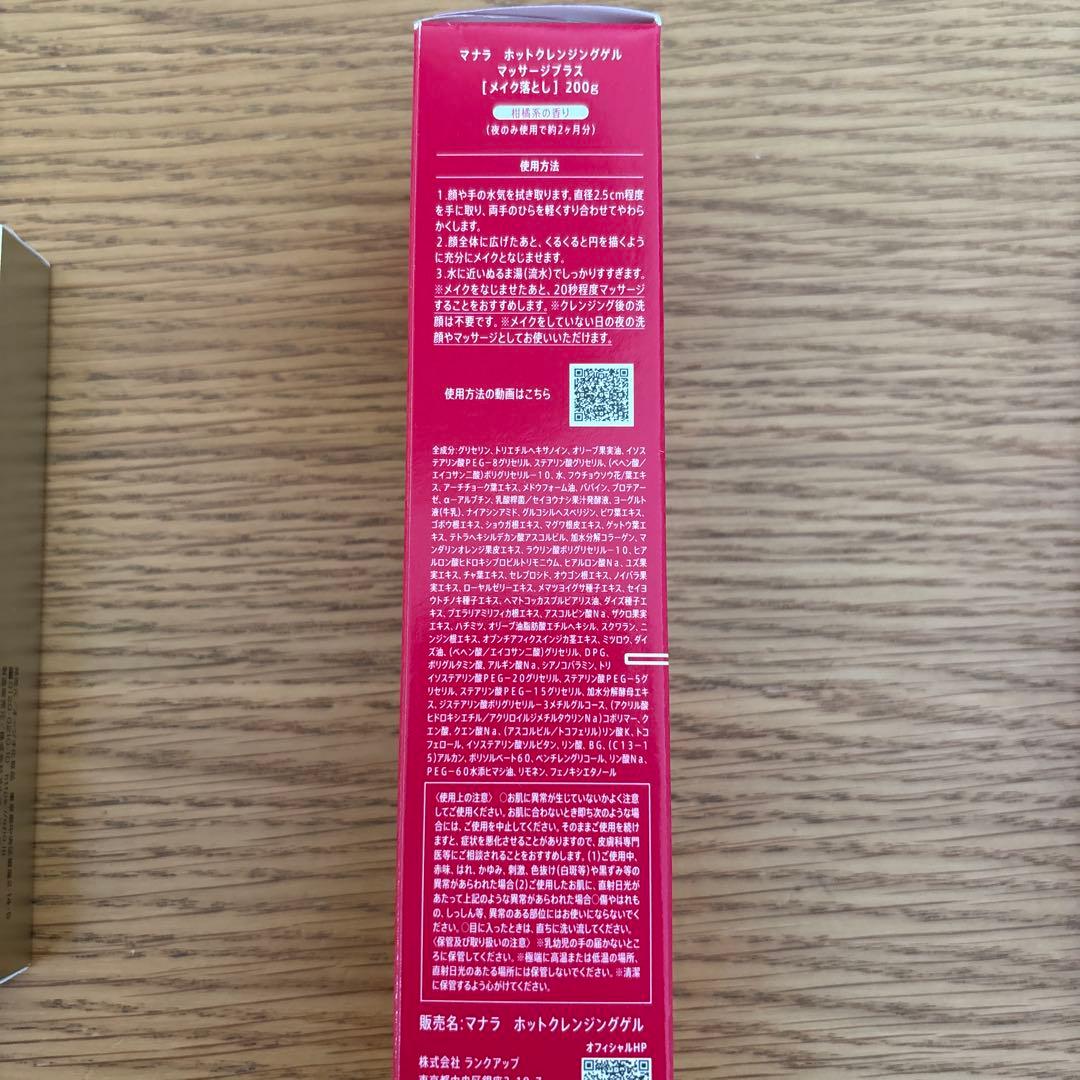 マナラ ホットクレンジングゲル
マッサージプラス
[メイク落とし] 200g
柑橘系の香り
(夜のみ使用で約2ヶ月分)
使用方法
1.顔や手の水気を拭き取ります。直径2.5cm程度
を手に取り、両手のひらを軽くすり合わせてやわら
かくします。
2.顔全体に広げたあと、くるくると円を描くよう
に充分にメイクとなじませます。
3.水に近いぬるま湯(流水)でしっかりすすぎます。
※メイクをなじませたあと、20秒程度マッサージ
することをおすすめします。※クレンジング後の洗
顔は不要です。※メイクをしていない日の夜の洗
顔やマッサージとしてお使いいただけます。
使用方法の動画はこちら
全成分:グリセリン、トリエチルヘキサノイン、オリーブ果実油、イソス
テアリン酸PEG-8グリセリル、ステアリン酸グリセリル、(ベヘン酸/
エイコサン二酸)ポリグリセリル-10、水、フウチョウソウ花/葉エキ
ス、アーチチョーク葉エキス、メドウフォーム油、パパイン、プロテアー
ゼ、α-アルブチン、乳酸桿菌/セイヨウナシ果汁発酵液、ヨーグルト
液(牛乳)、ナイアシンアミド、グルコシルヘスペリジン、ビワ葉エキス、
ゴボウ根エキス、ショウガ根エキス、マグワ根皮エキス、ゲットウ葉エ
キス、テトラヘキシルデカン酸アスコルビル、加水分解コラーゲン、マ
ンダリンオレンジ果皮エキス、ラウリン酸ポリグリセリル-10、ヒア
ルロン酸ヒドロキシプロピルトリモニウム、ヒアルロン酸Na、ユズ果
実エキス、チャ葉エキス、セレブロシド、オウゴン根エキス、ノイバラ果
実エキス、ローヤルゼリーエキス、メマツヨイグサ種子エキス、セイヨ
ウトチノキ種子エキス、ヘマトコッカスプルビアリス油、ダイズ種子エ
キス、プエラリアミリフィカ根エキス、アスコルビン酸Na、ザクロ果実
エキス、ハチミツ、オリーブ油脂肪酸エチルヘキシル、スクワラン、ニ
ンジン根エキス、オプンチアフィクスインジカ茎エキス、ミツロウ、ダイ
ズ油、(ベヘン酸/エイコサン二酸)グリセリル、DPG、
ポリグルタミン酸、アルギン酸Na、シアノコバラミン、トリ
イソステアリン酸PEG-20グリセリル、ステアリン酸PEG-5グ
リセリル、ステアリン酸PEG-15グリセリル、加水分解酵母エキ
ス、ジステアリン酸ポリグリセリル-3メチルグルコース、(アクリル酸
ヒドロキシエチル/アクリロイルジメチルタウリンNa)コポリマー、ク
エン酸、クエン酸Na、(アスコルビル/トコフェリル)リン酸K、トコ
フェロール、イソステアリン酸ソルビタン、リン酸、BG、(C13-1
5)アルカン、ポリソルベート60、ペンチレングリコール、リン酸Na、
PEG-60水添ヒマシ油、リモネン、フェノキシエタノール
〈使用上の注意〉○お肌に異常が生じていないかよく注意
してご使用ください。お肌に合わないとき即ち次のような場
合には、ご使用を中止してください。そのままご使用を続け
ますと、症状を悪化させることがありますので、皮膚科専門
医等にご相談されることをおすすめします。(1)ご使用中、
赤味、はれ、かゆみ、刺激、色抜け(白斑等)や黒ずみ等の
異常があらわれた場合(2)ご使用したお肌に、直射日光が
あたって上記のような異常があらわれた場合○傷やはれも
の、しっしん等、異常のある部位にはお使いにならないでく
ださい。○目に入ったときは、直ちに洗い流してください。
〈保管及び取り扱いの注意〉※乳幼児の手の届かないとこ
ろに保管してください。※極端に高温または低温の場所、
直射日光のあたる場所には保管しないでください。※清潔
に保管するよう心がけてください。
販売名:マナラ ホットクレンジングゲル
オフィシャルHP
株式会社 ランクアップ